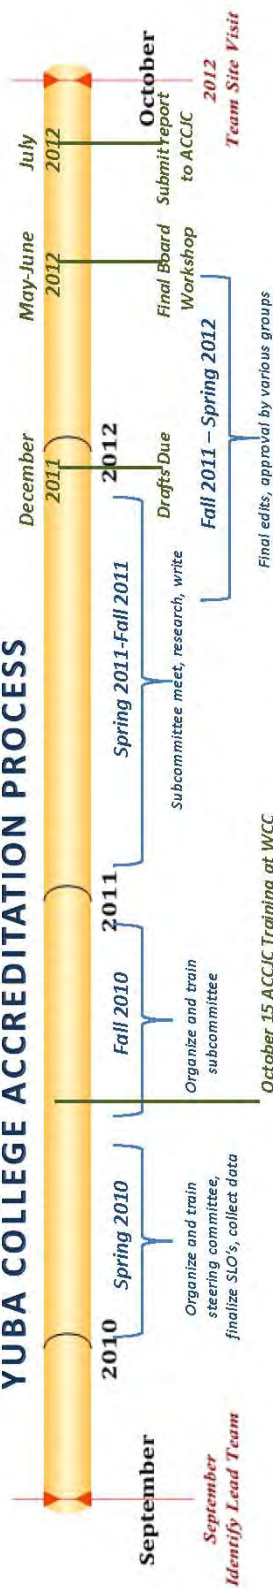 YUBA COLLEGE ACCREDITATION PROCESS
December
2011
May-June
2012
July
2012
September
2010
2011
2012
October
September
Identify Lead Team
Spring 2010
Organize and train
steering committee,
finalize SLO's, collect data
Fall 2010
Organize and train
subcommittee
October 15 ACCJC Training at WCC
Spring 2011-Fall 2011
Subcommittee meet, research, write
Drafts Due
Fall 2011 – Spring 2012
Final edits, approval by various groups
Final Board
Workshop
Submit report
to ACCJC
2012
Team Site Visit